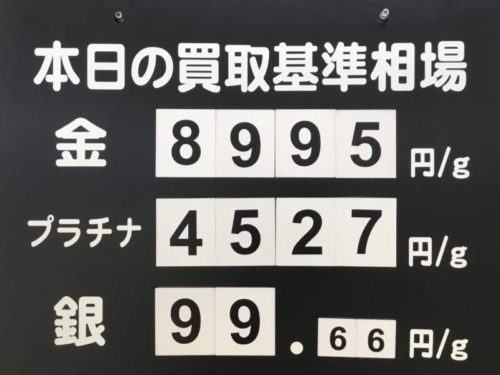 本日の買取基準相場
金 8995 円/g
プラチナ 4527 円/g
銀 99.66 円/g